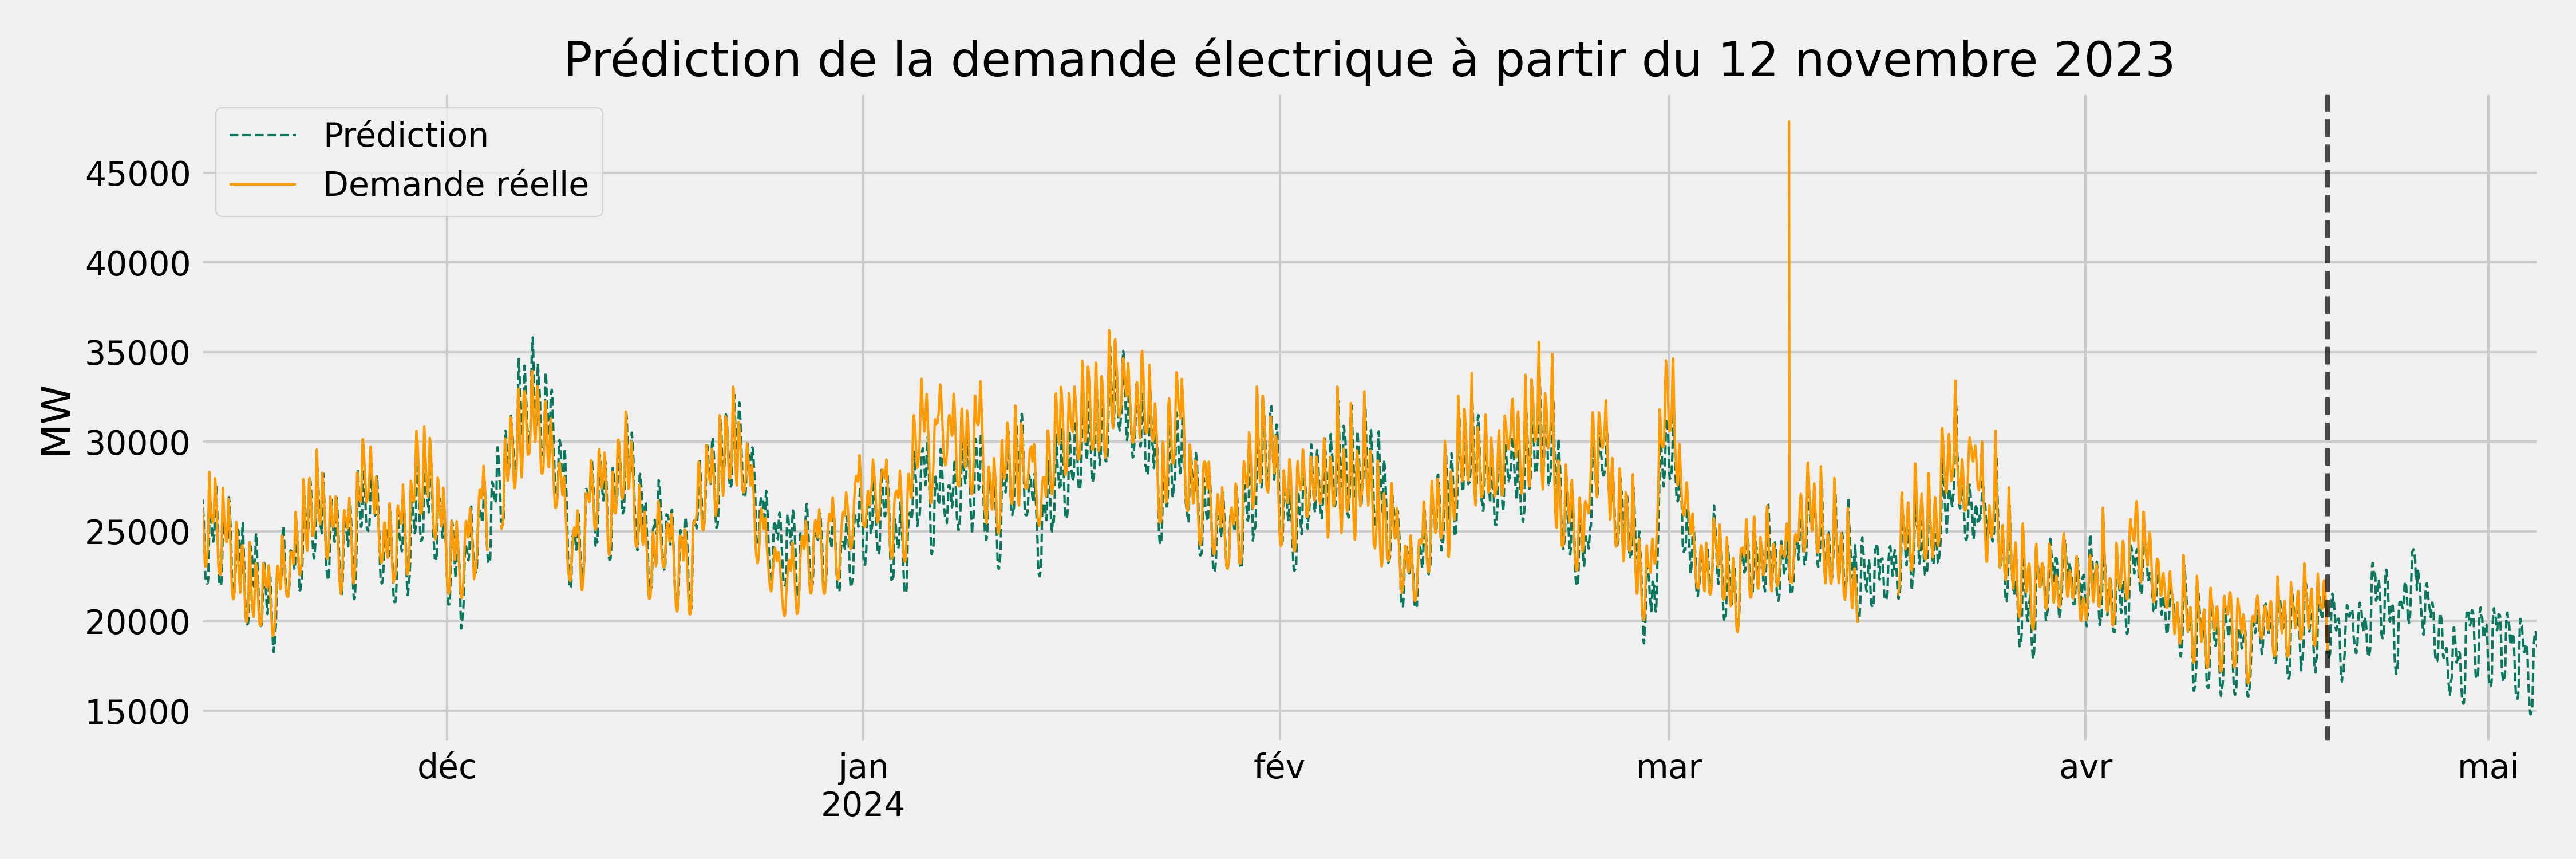 Prédiction de la demande électrique à partir du 12 novembre 2023
Prédiction
Demande réelle
MW
45000
40000
35000
30000
25000
20000
15000
déc
jan
2024
fév
mar
avr
mai